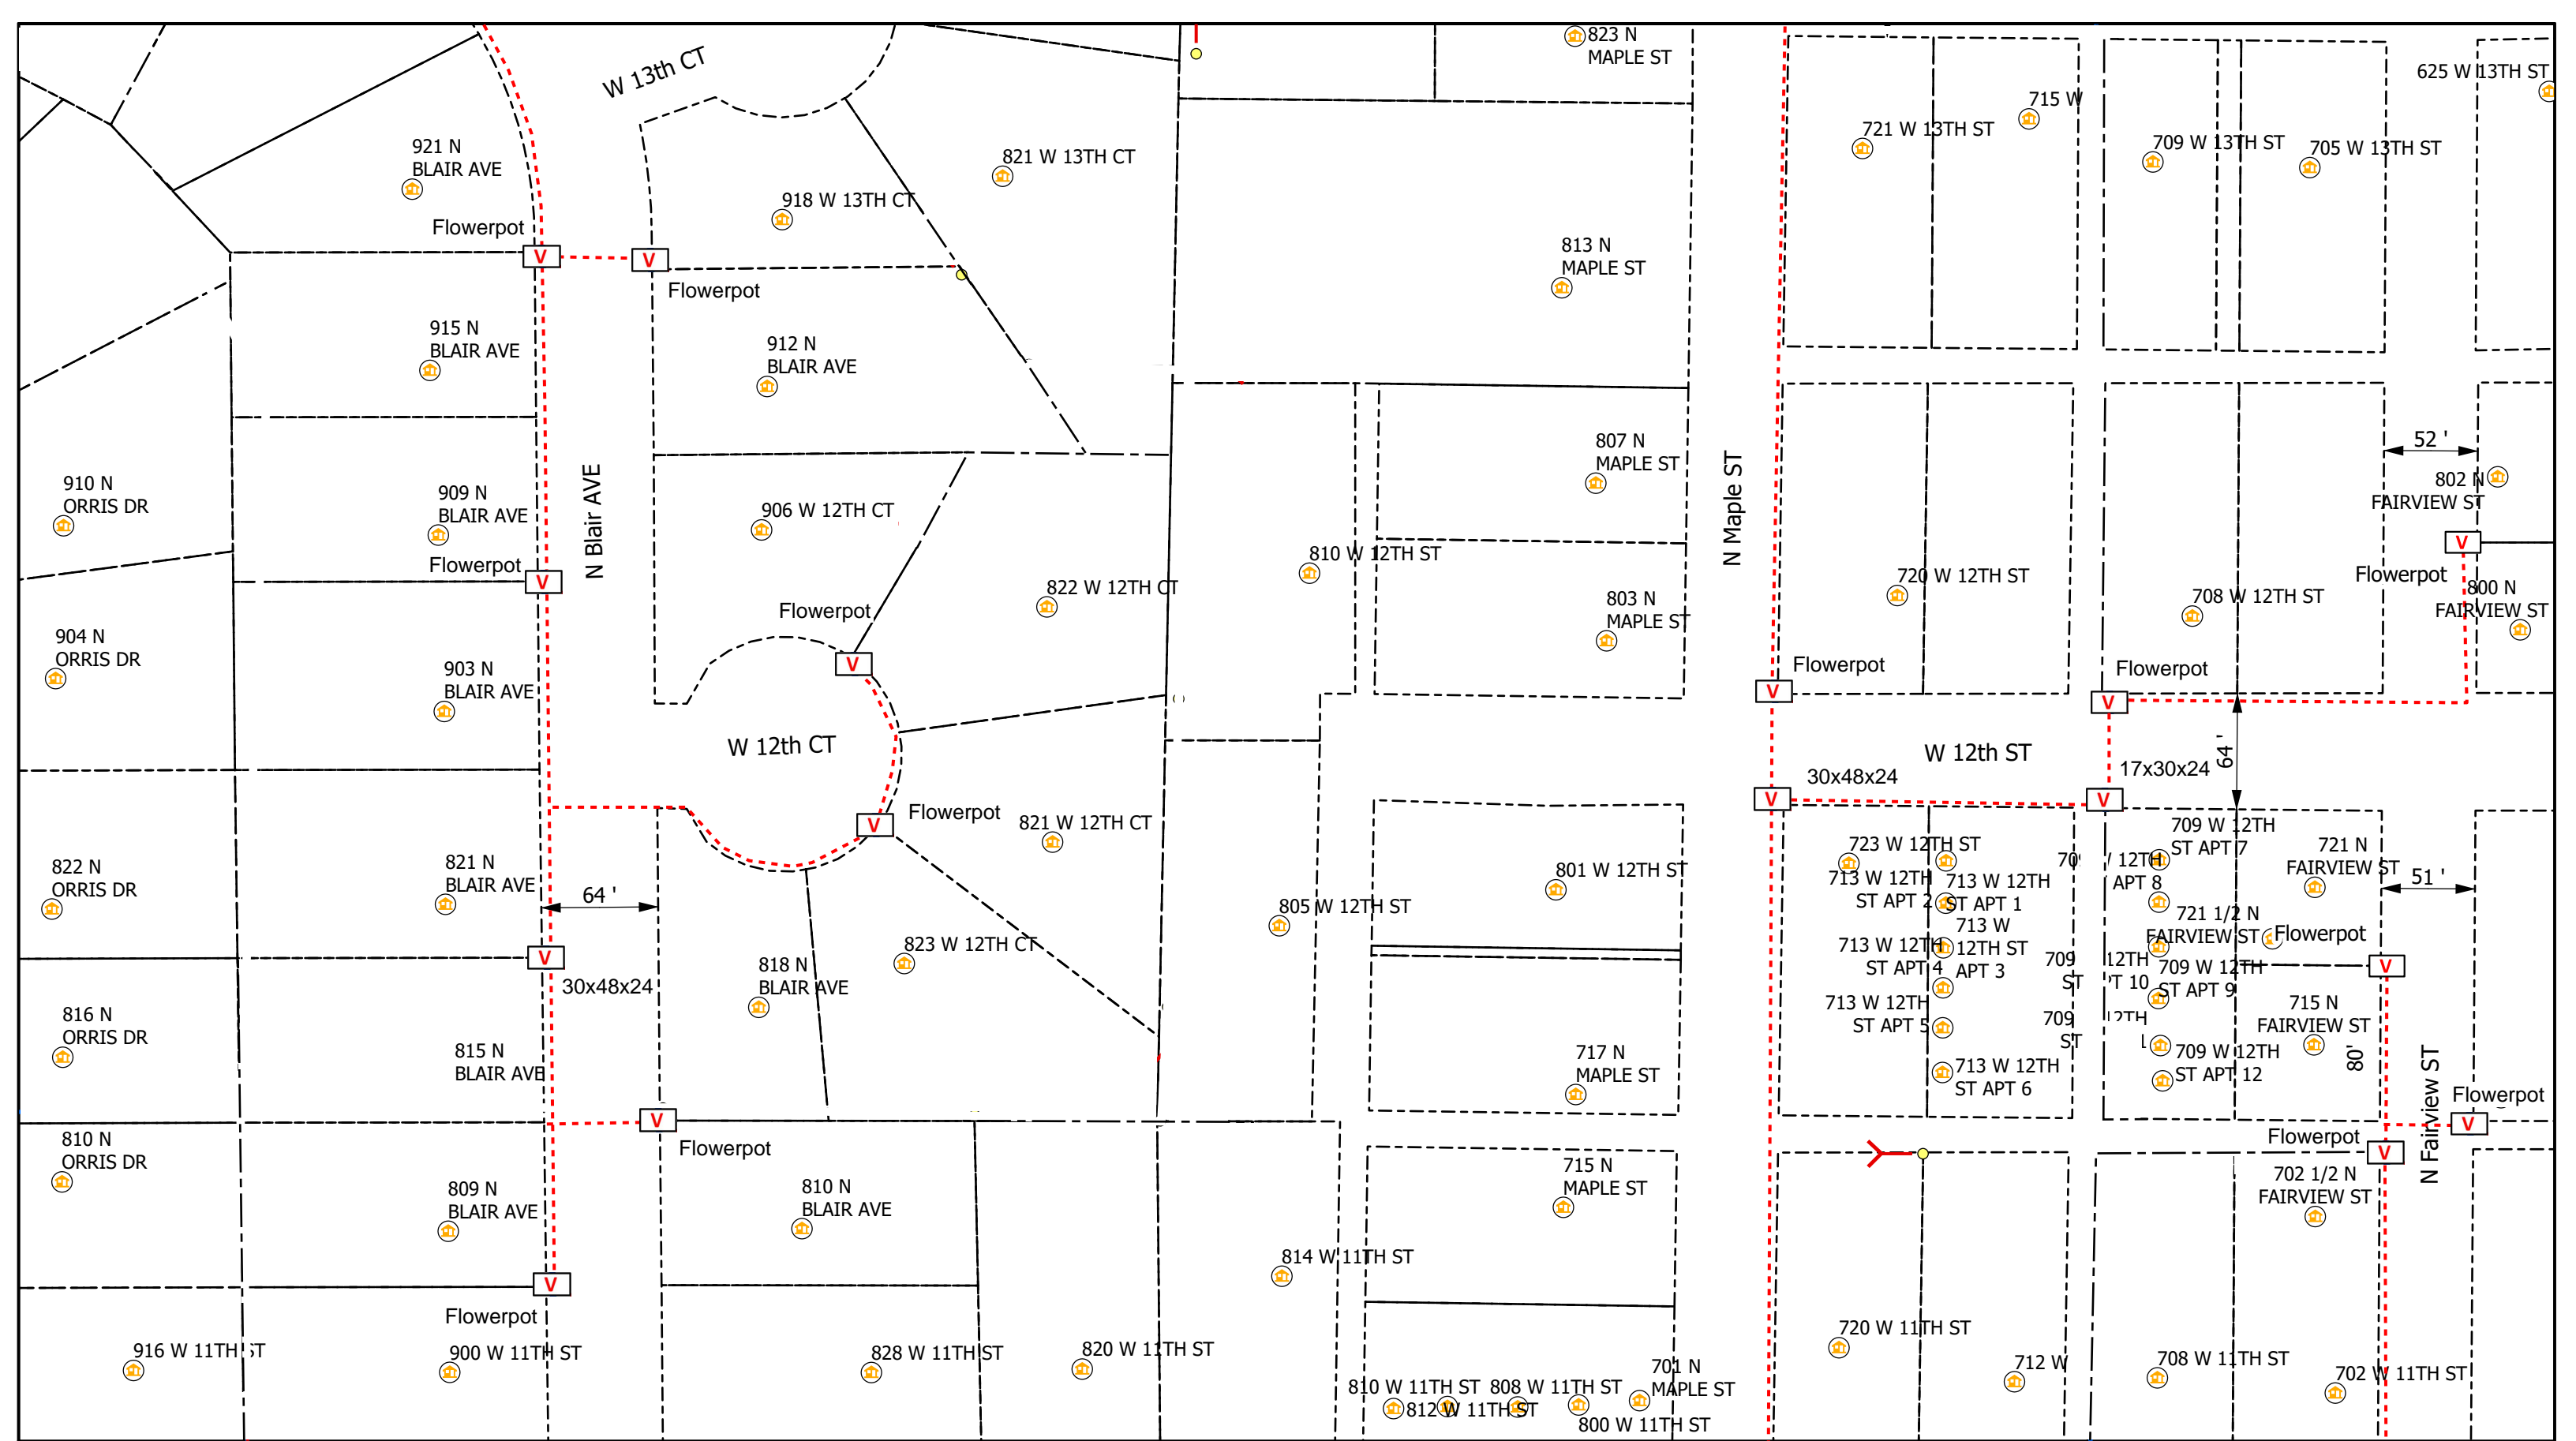 823 N
MAPLE ST
W 13th CT
625 W 13TH ST
715 W
721 W 13TH ST
709 W 13TH ST
705 W 13TH ST
921 N
BLAIR AVE
821 W 13TH CT
918 W 13TH CT
Flowerpot
V
V
Flowerpot
813 N
MAPLE ST
915 N
BLAIR AVE
912 N
BLAIR AVE
52 '
807 N
MAPLE ST
N Maple ST
802 N
FAIRVIEW ST
910 N
ORRIS DR
909 N
BLAIR AVE
N Blair AVE
906 W 12TH CT
V
Flowerpot
810 W 12TH ST
Flowerpot
V
822 W 12TH CT
720 W 12TH ST
708 W 12TH ST
800 N
FAIRVIEW ST
803 N
MAPLE ST
Flowerpot
904 N
ORRIS DR
903 N
BLAIR AVE
V
Flowerpot
V
Flowerpot
V
W 12th CT
W 12th ST
64 '
30x48x24
V
17x30x24
V
Flowerpot
V
821 W 12TH CT
822 N
ORRIS DR
821 N
BLAIR AVE
64 '
801 W 12TH ST
805 W 12TH ST
723 W 12TH ST
713 W 12TH
ST APT 2
713 W 12TH
ST APT 1
713 W
12TH ST
APT 3
713 W 12TH
ST APT 4
713 W 12TH
ST APT 5
713 W 12TH
ST APT 6
709 W 12TH
ST APT 7
12TH
APT 8
721 N
FAIRVIEW ST
51 '
721 1/2 N
FAIRVIEW ST
Flowerpot
V
709 12TH
ST PT 10
709 W 12TH
ST APT 9
709 12TH
ST
709 W 12TH
ST APT 12
715 N
FAIRVIEW ST
80'
N Fairview ST
823 W 12TH CT
V
30x48x24
818 N
BLAIR AVE
816 N
ORRIS DR
815 N
BLAIR AVE
717 N
MAPLE ST
Flowerpot
V
V
Flowerpot
Flowerpot
V
810 N
ORRIS DR
809 N
BLAIR AVE
810 N
BLAIR AVE
715 N
MAPLE ST
702 1/2 N
FAIRVIEW ST
814 W 11TH ST
V
Flowerpot
916 W 11TH ST
900 W 11TH ST
828 W 11TH ST
820 W 11TH ST
810 W 11TH ST
812 W 11TH ST
808 W 11TH ST
800 W 11TH ST
701 N
MAPLE ST
720 W 11TH ST
712 W
708 W 11TH ST
702 W 11TH ST